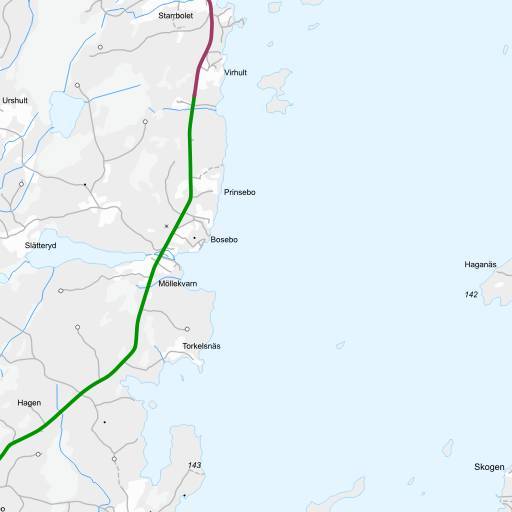 Starrbolet
Virhult
Urshult
Prinsebo
Bosebo
Slätteryd
Haganäs
Möllekvarn
142
Torkelsnäs
Hagen
143
Skogen